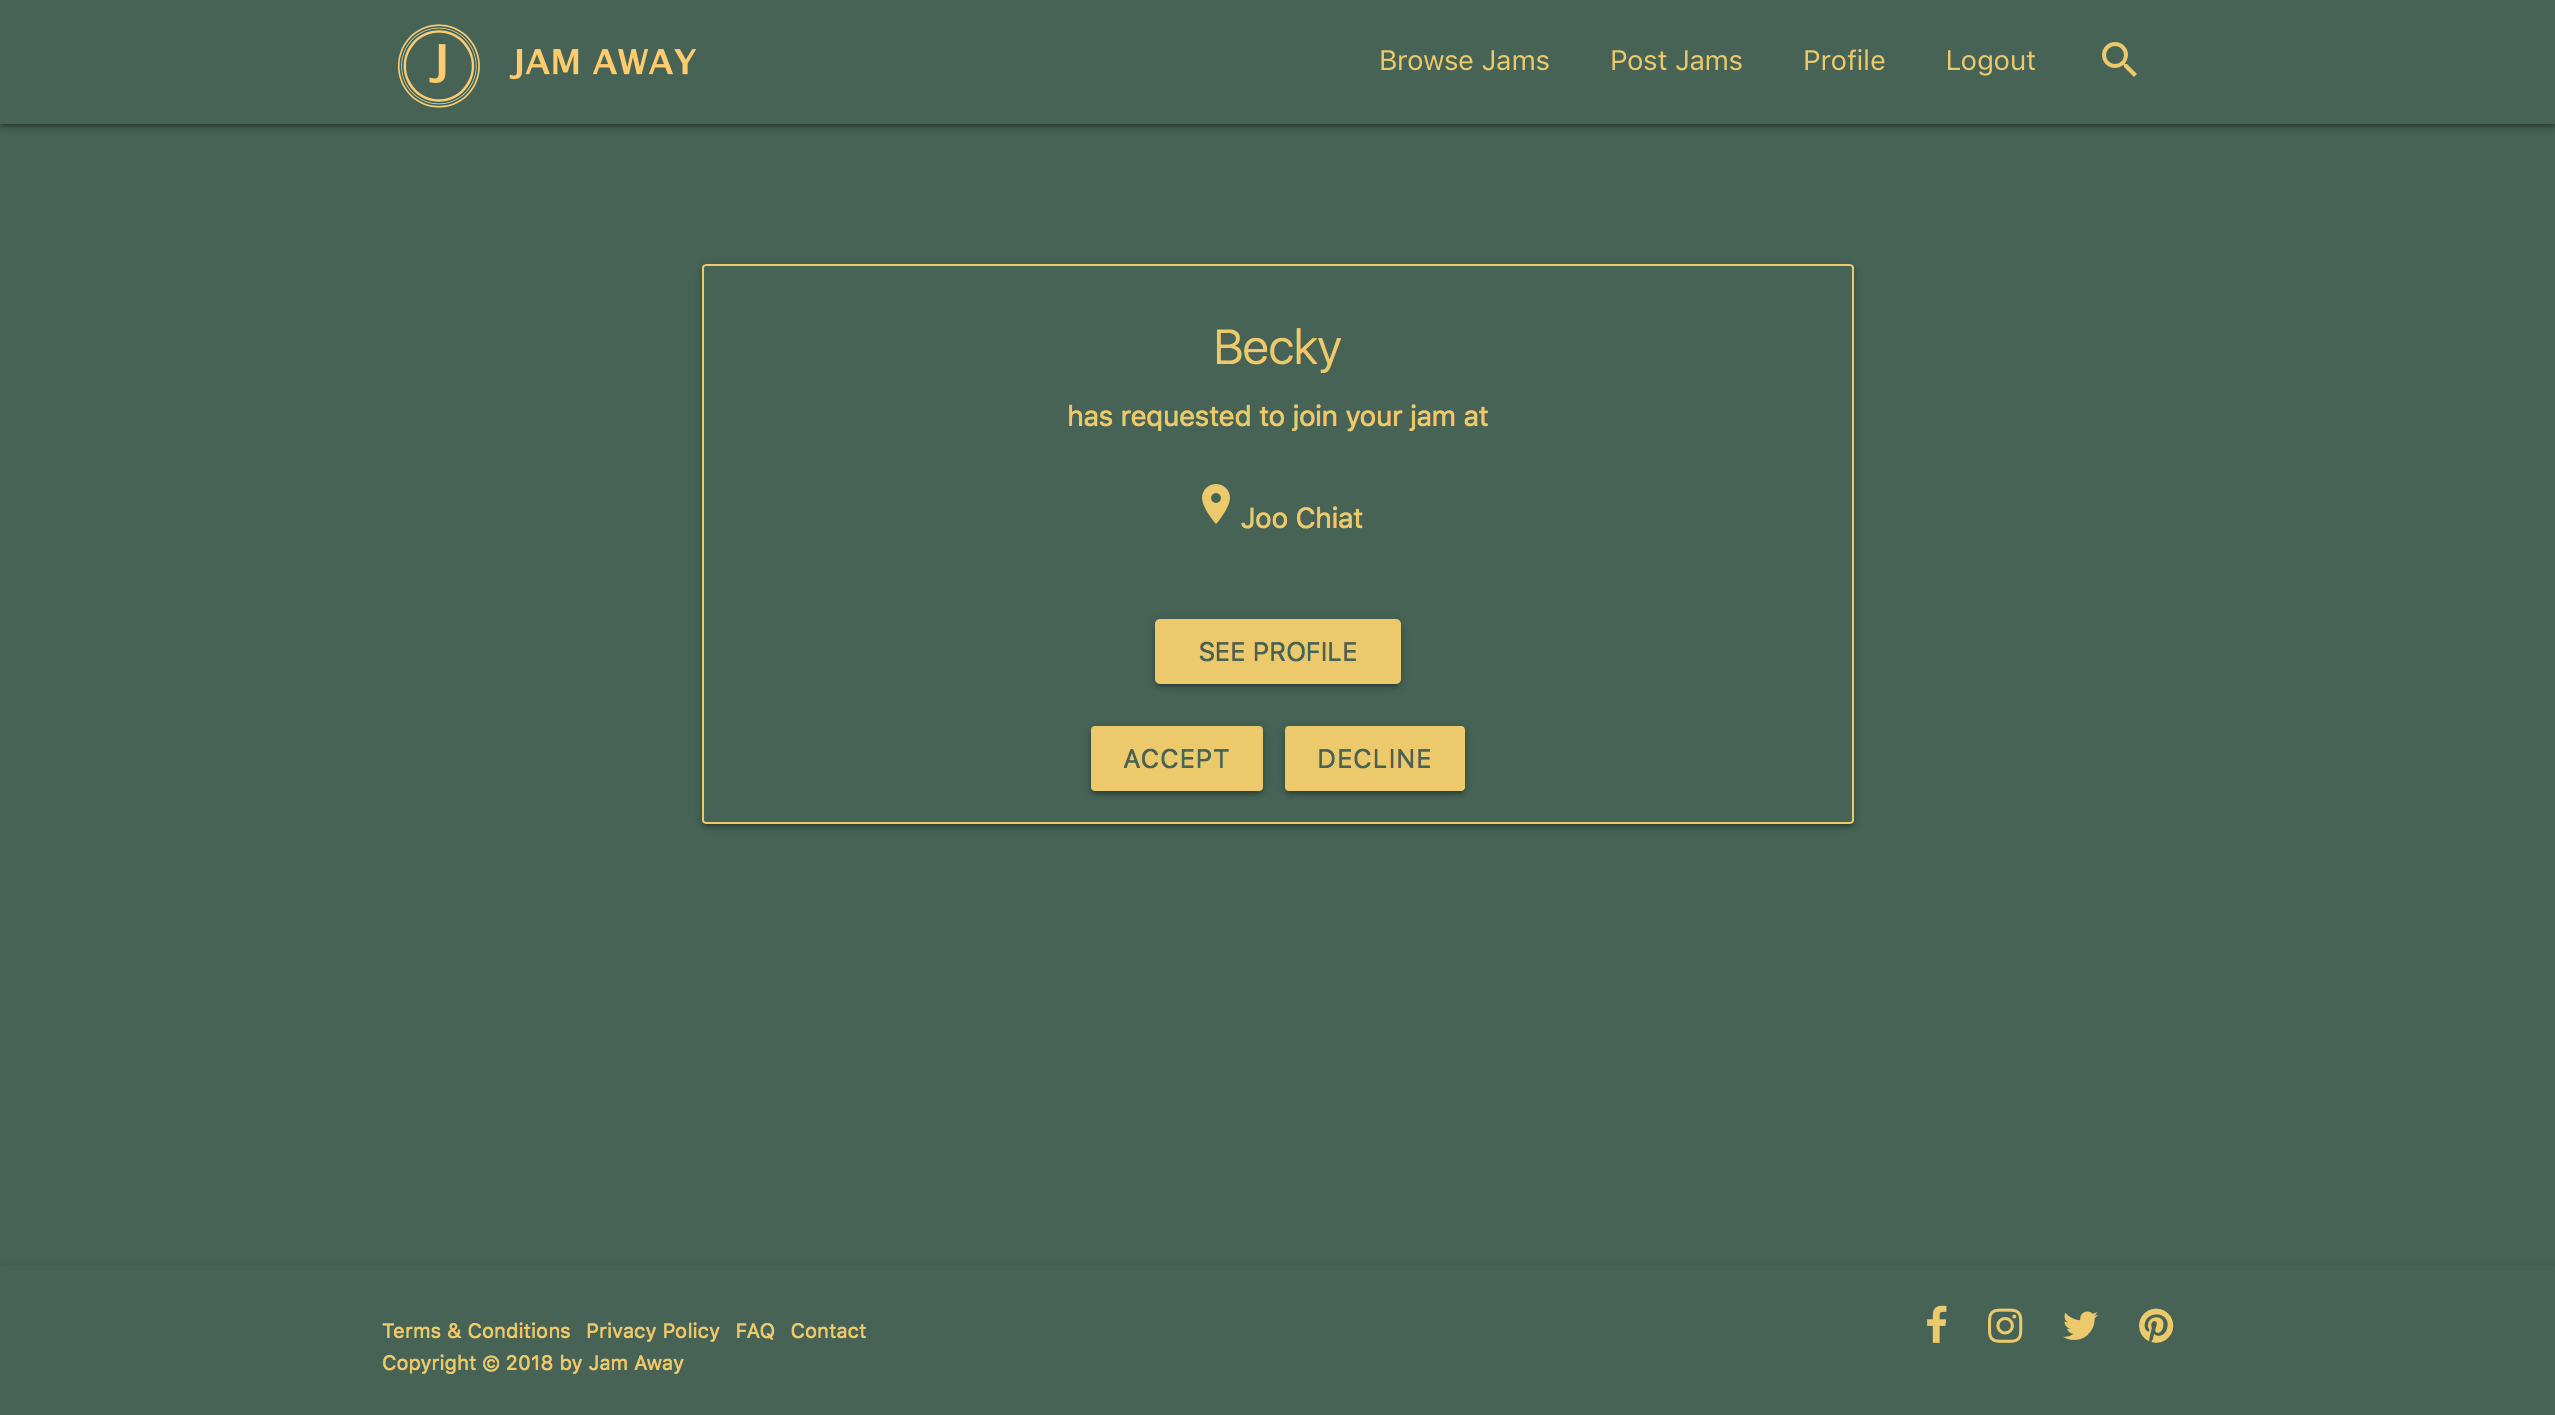 J JAM AWAY Browse Jams Post Jams Profile Logout
Becky
has requested to join your jam at
Joo Chiat
SEE PROFILE
ACCEPT DECLINE
Terms & Conditions Privacy Policy FAQ Contact
Copyright © 2018 by Jam Away